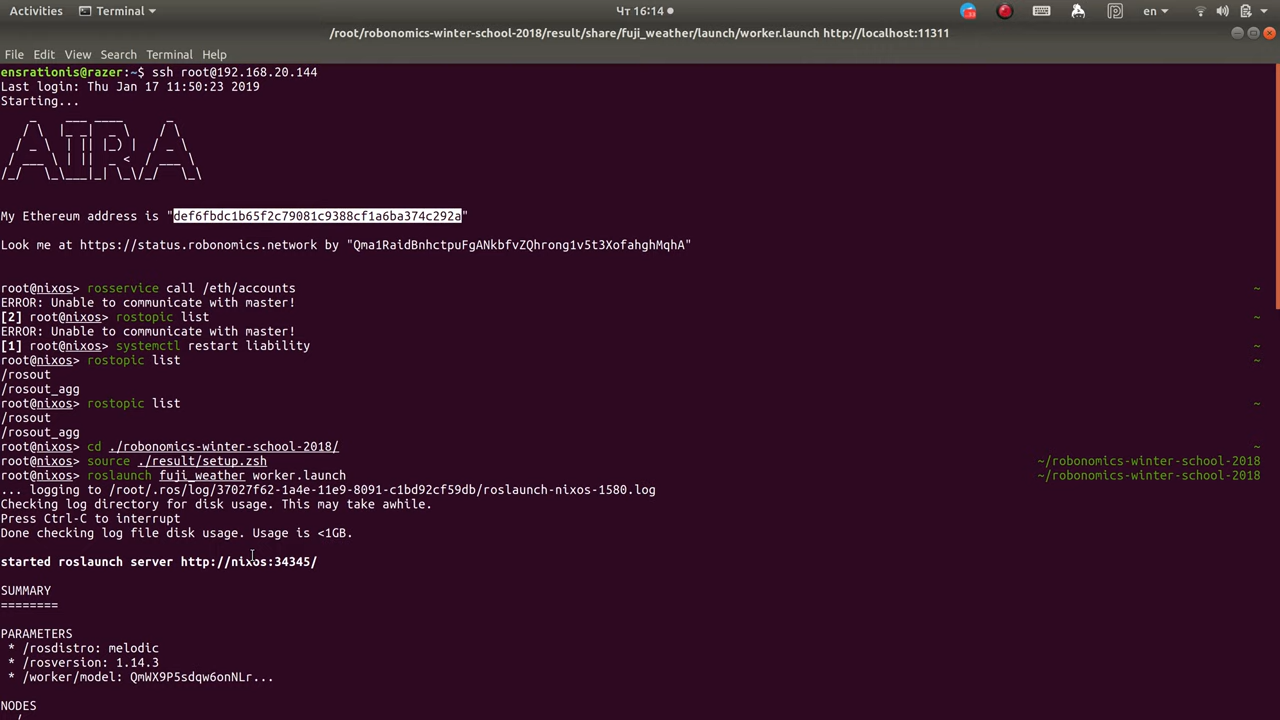 Activities
Terminal
Чт 16:14
en
/root/robonomics-winter-school-2018/result/share/fuji_weather/launch/worker.launch http://localhost:11311
File Edit View Search Terminal Help
ensrationis@razer:~$ ssh root@192.168.20.144
Last login: Thu Jan 17 11:50:23 2019
Starting...
AIRA
My Ethereum address is "def6fbdc1b65f2c79081c9388cf1a6ba374c292a"
Look me at https://status.robonomics.network by "Qma1RaidBnhctpuFgANkbfvZQhrong1v5t3XofahghMqhA"
root@nixos> rosservice call /eth/accounts ~
ERROR: Unable to communicate with master!
[2] root@nixos> rostopic list ~
ERROR: Unable to communicate with master!
[1] root@nixos> systemctl restart liability ~
root@nixos> rostopic list ~
/rosout
/rosout_agg
root@nixos> rostopic list ~
/rosout
/rosout_agg
root@nixos> cd ./robonomics-winter-school-2018/ ~
root@nixos> source ./result/setup.zsh ~/robonomics-winter-school-2018
root@nixos> roslaunch fuji_weather worker.launch ~/robonomics-winter-school-2018
... logging to /root/.ros/log/37027f62-1a4e-11e9-8091-c1bd92cf59db/roslaunch-nixos-1580.log
Checking log directory for disk usage. This may take awhile.
Press Ctrl-C to interrupt
Done checking log file disk usage. Usage is <1GB.
started roslaunch server http://nixos:34345/
SUMMARY
========
PARAMETERS
* /rosdistro: melodic
* /rosversion: 1.14.3
* /worker/model: QmWX9P5sdqw6onNLr...
NODES
/